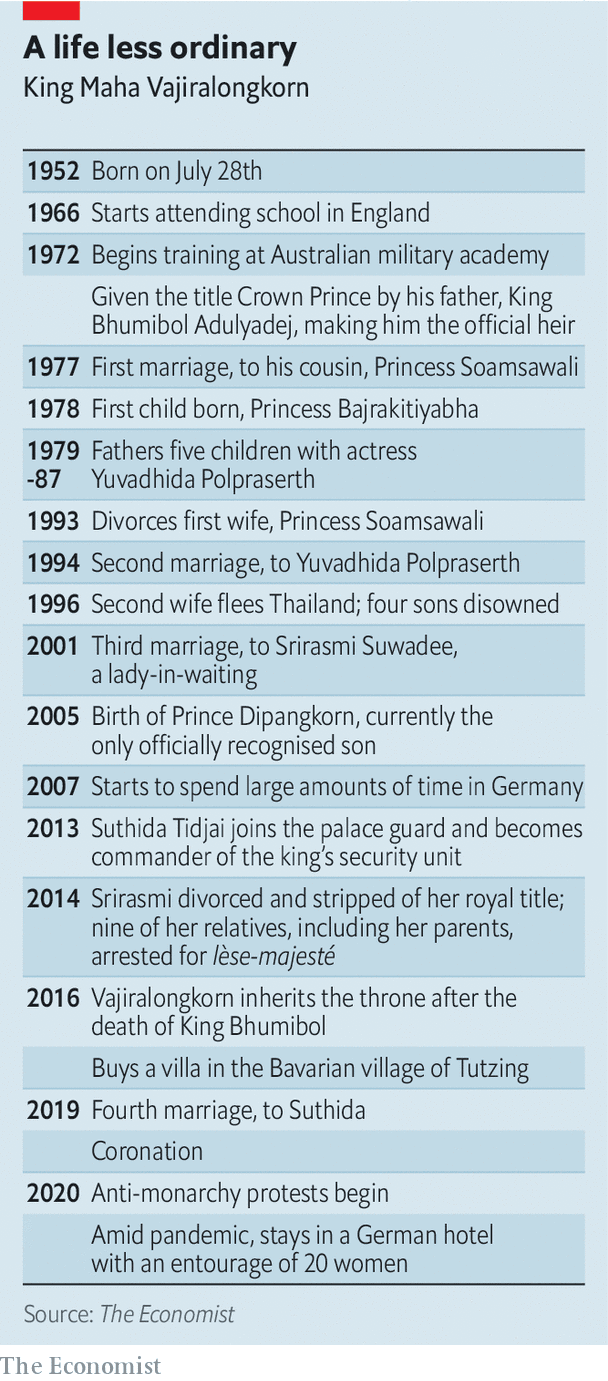 A life less ordinary
King Maha Vajiralongkorn
1952 Born on July 28th
1966 Starts attending school in England
1972 Begins training at Australian military academy
Given the title Crown Prince by his father, King
Bhumibol Adulyadej, making him the official heir
1977 First marriage, to his cousin, Princess Soamsawali
1978 First child born, Princess Bajrakitiyabha
1979 Fathers five children with actress
-87 Yuvadhida Polpraserth
1993 Divorces first wife, Princess Soamsawali
1994 Second marriage, to Yuvadhida Polpraserth
1996 Second wife flees Thailand; four sons disowned
2001 Third marriage, to Srirasmi Suwadee,
a lady-in-waiting
2005 Birth of Prince Dipangkorn, currently the
only officially recognised son
2007 Starts to spend large amounts of time in Germany
2013 Suthida Tidjai joins the palace guard and becomes
commander of the king's security unit
2014 Srirasmi divorced and stripped of her royal title;
nine of her relatives, including her parents,
arrested for lèse-majesté
2016 Vajiralongkorn inherits the throne after the
death of King Bhumibol
Buys a villa in the Bavarian village of Tutzing
2019 Fourth marriage, to Suthida
Coronation
2020 Anti-monarchy protests begin
Amid pandemic, stays in a German hotel
with an entourage of 20 women
Source: The Economist
The Economist